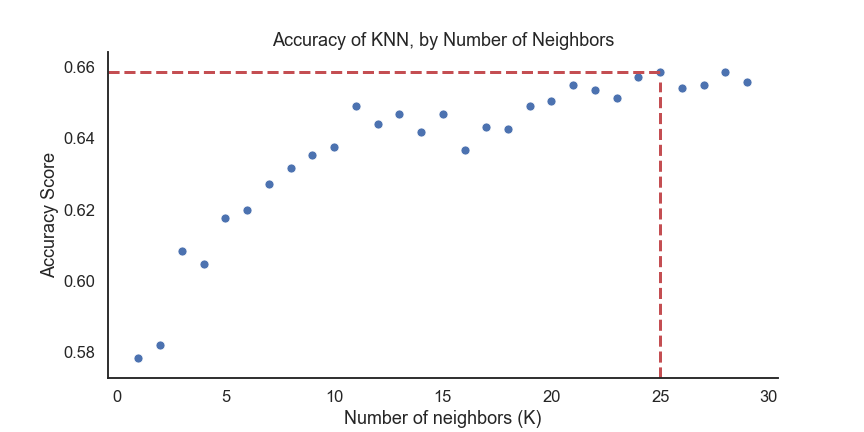 Accuracy of KNN, by Number of Neighbors
0.66
0.64
0.62
0.60
0.58
Accuracy Score
0 5 10 15 20 25 30
Number of neighbors (K)